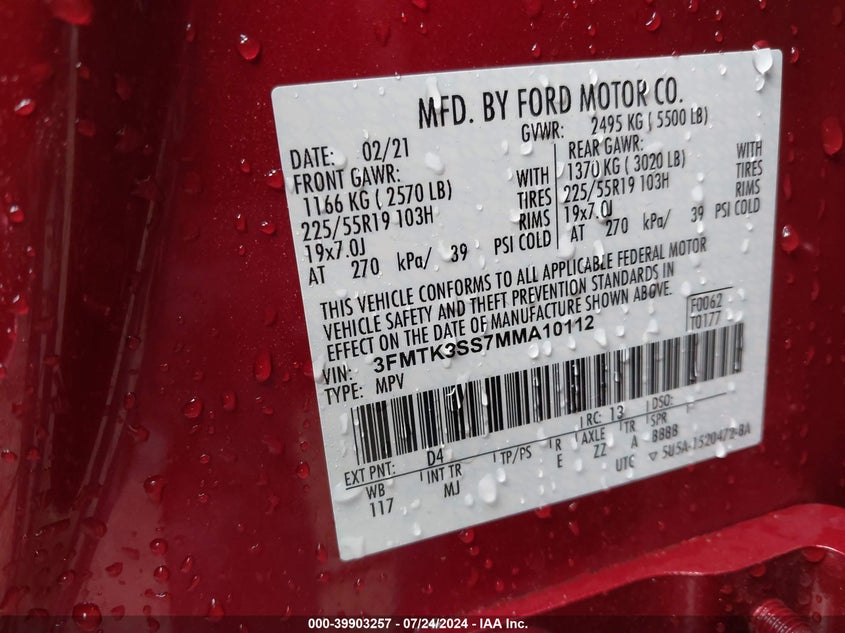 MFD. BY FORD MOTOR CO.
DATE: 02/21 GVWR: 2495 KG ( 5500 LB)
FRONT GAWR: REAR GAWR:
1166 KG ( 2570 LB) WITH 1370 KG ( 3020 LB) WITH
225/55R19 103H TIRES 225/55R19 103H TIRES
19x7.0J RIMS 19x7.0J RIMS
AT 270 kPa/ 39 PSI COLD AT 270 kPa/ 39 PSI COLD
THIS VEHICLE CONFORMS TO ALL APPLICABLE FEDERAL MOTOR
VEHICLE SAFETY AND THEFT PREVENTION STANDARDS IN
EFFECT ON THE DATE OF MANUFACTURE SHOWN ABOVE.
VIN: 3FMTK3SS7MMA10112 F0062
TYPE: MPV T0177
EXT PNT: D4 RC: 13 DSO:
WB INT TR TP/PS R AXLE TR SPR
117 MJ E ZZ A BBBB
UTC ▽ SU5A-1520472-BA
000-39903257 - 07/24/2024 - IAA Inc.